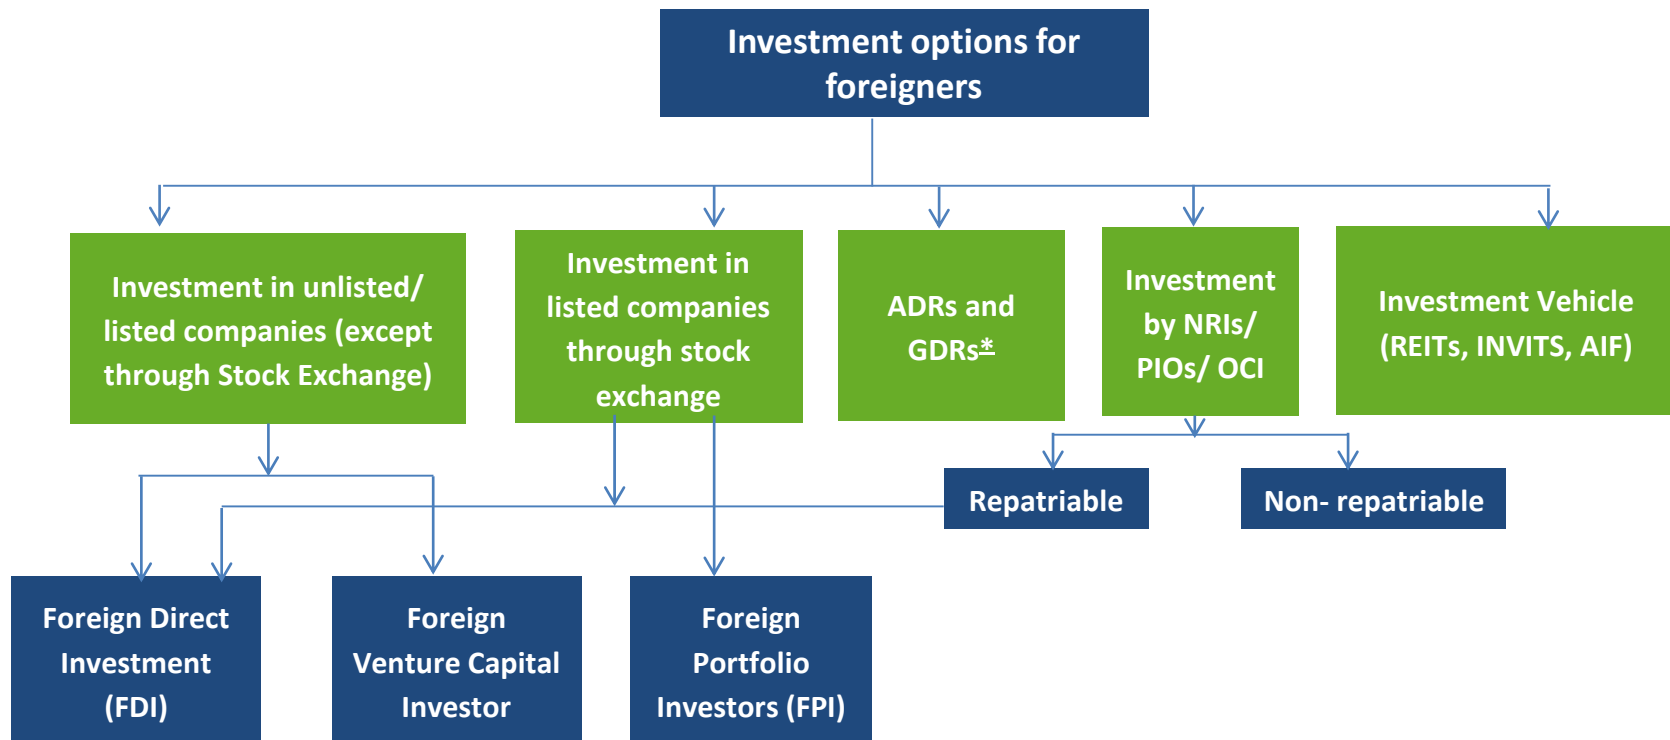 Investment options for
foreigners
Investment in unlisted/
listed companies (except
through Stock Exchange)
Investment in
listed companies
through stock
exchange
ADRs and
GDRs*
Investment
by NRIs/
PIOs/ OCI
Investment Vehicle
(REITs, INVITS, AIF)
Repatriable
Non- repatriable
Foreign Direct
Investment
(FDI)
Foreign
Venture Capital
Investor
Foreign
Portfolio
Investors (FPI)